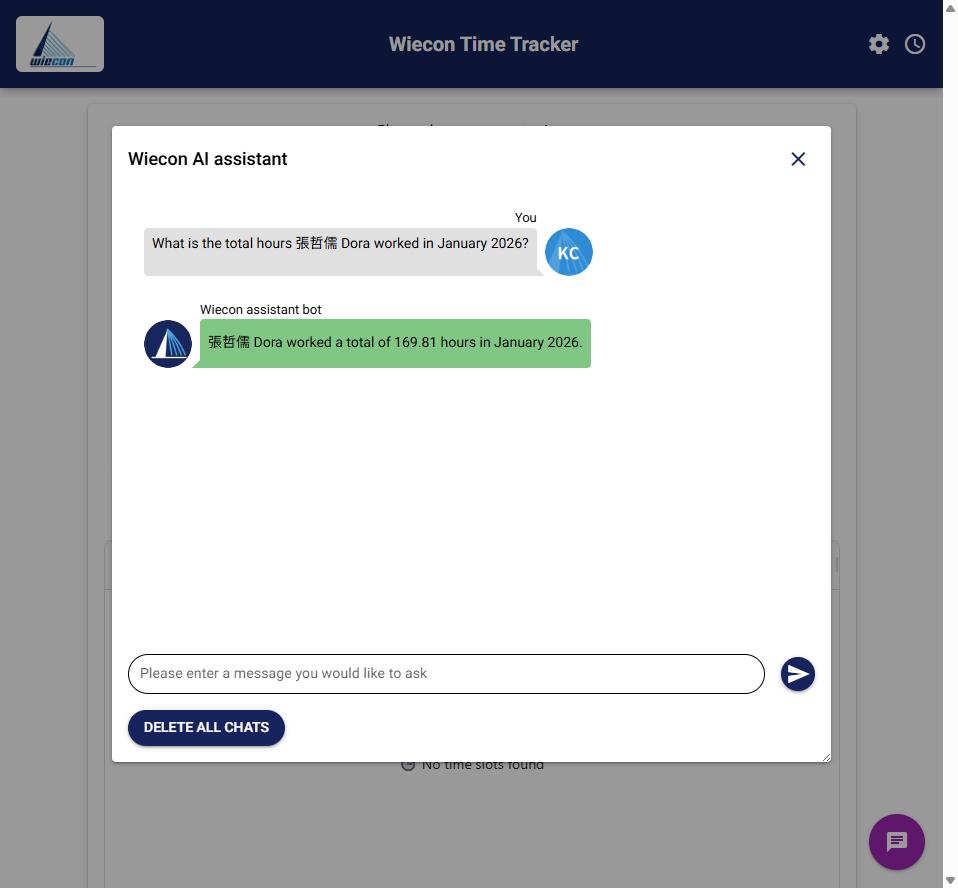 wiecon
Wiecon Time Tracker
Wiecon AI assistant
You
What is the total hours 張哲儒 Dora worked in January 2026?
KC
Wiecon assistant bot
張哲儒 Dora worked a total of 169.81 hours in January 2026.
Please enter a message you would like to ask
DELETE ALL CHATS
No time slots found